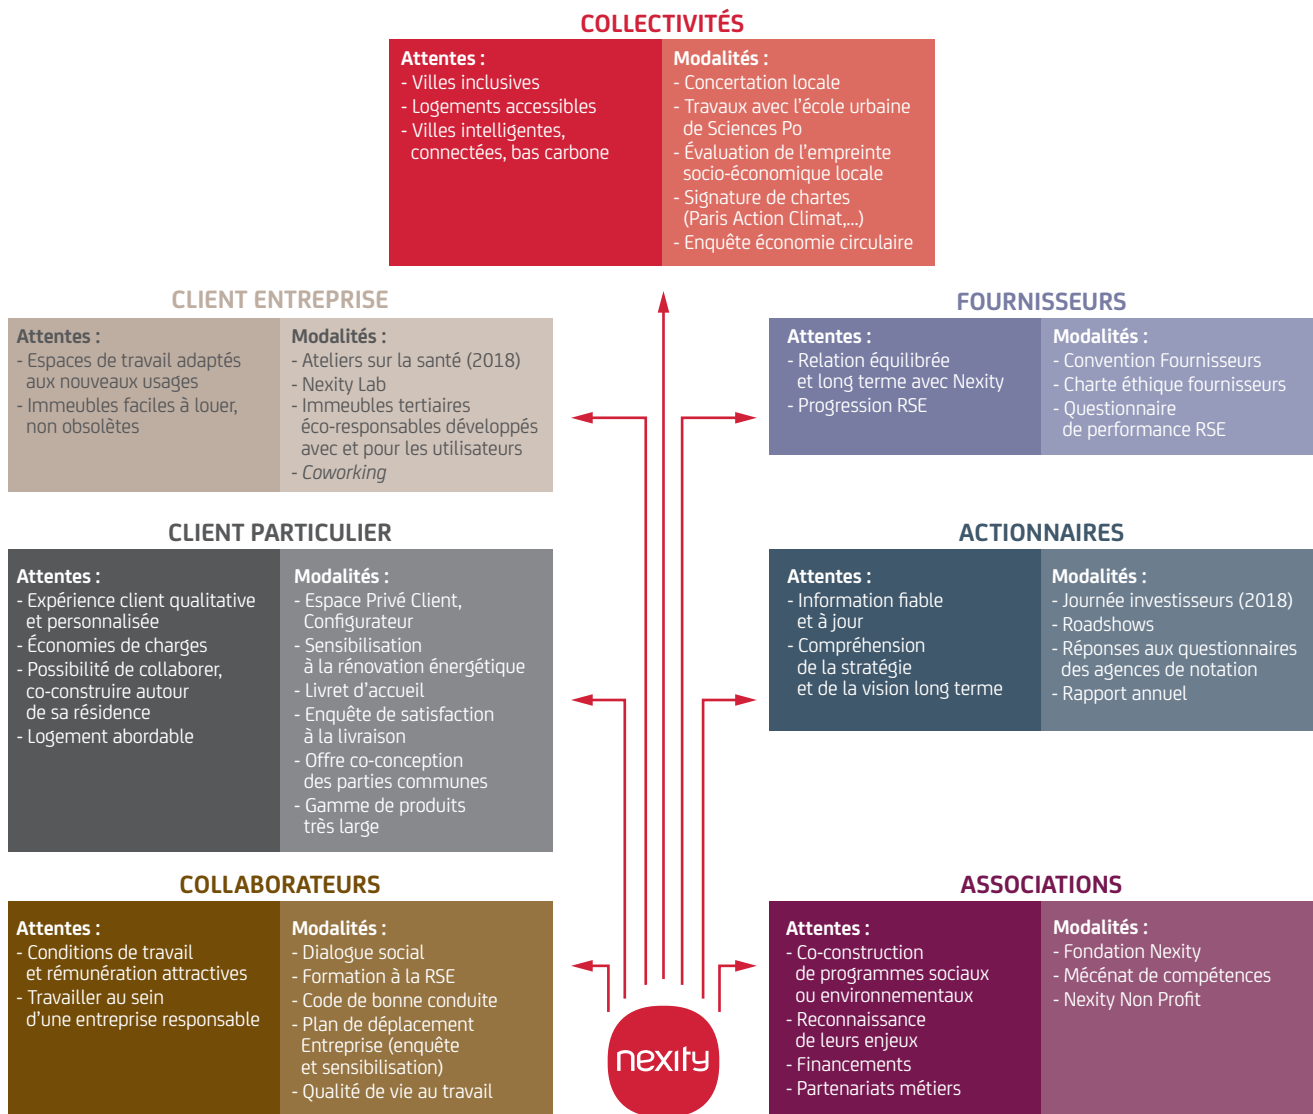 COLLECTIVITÉS
Attentes :
- Villes inclusives
- Logements accessibles
- Villes intelligentes,
connectées, bas carbone
Modalités :
- Concertation locale
- Travaux avec l'école urbaine
de Sciences Po
- Évaluation de l'empreinte
socio-économique locale
- Signature de chartes
(Paris Action Climat,...)
- Enquête économie circulaire
CLIENT ENTREPRISE
Attentes :
- Espaces de travail adaptés
aux nouveaux usages
- Immeubles faciles à louer,
non obsolètes
Modalités :
- Ateliers sur la santé (2018)
- Nexity Lab
- Immeubles tertiaires
éco-responsables développés
avec et pour les utilisateurs
- Coworking
FOURNISSEURS
Attentes :
- Relation équilibrée
et long terme avec Nexity
- Progression RSE
Modalités :
- Convention Fournisseurs
- Charte éthique fournisseurs
- Questionnaire
de performance RSE
CLIENT PARTICULIER
Attentes :
- Expérience client qualitative
et personnalisée
- Économies de charges
- Possibilité de collaborer,
co-construire autour
de sa résidence
- Logement abordable
Modalités :
- Espace Privé Client,
Configurateur
- Sensibilisation
à la rénovation énergétique
- Livret d'accueil
- Enquête de satisfaction
à la livraison
- Offre co-conception
des parties communes
- Gamme de produits
très large
ACTIONNAIRES
Attentes :
- Information fiable
et à jour
- Compréhension
de la stratégie
et de la vision long terme
Modalités :
- Journée investisseurs (2018)
- Roadshows
- Réponses aux questionnaires
des agences de notation
- Rapport annuel
COLLABORATEURS
Attentes :
- Conditions de travail
et rémunération attractives
- Travailler au sein
d'une entreprise responsable
Modalités :
- Dialogue social
- Formation à la RSE
- Code de bonne conduite
- Plan de déplacement
Entreprise (enquête
et sensibilisation)
- Qualité de vie au travail
nexity
ASSOCIATIONS
Attentes :
- Co-construction
de programmes sociaux
ou environnementaux
- Reconnaissance
de leurs enjeux
- Financements
- Partenariats métiers
Modalités :
- Fondation Nexity
- Mécénat de compétences
- Nexity Non Profit